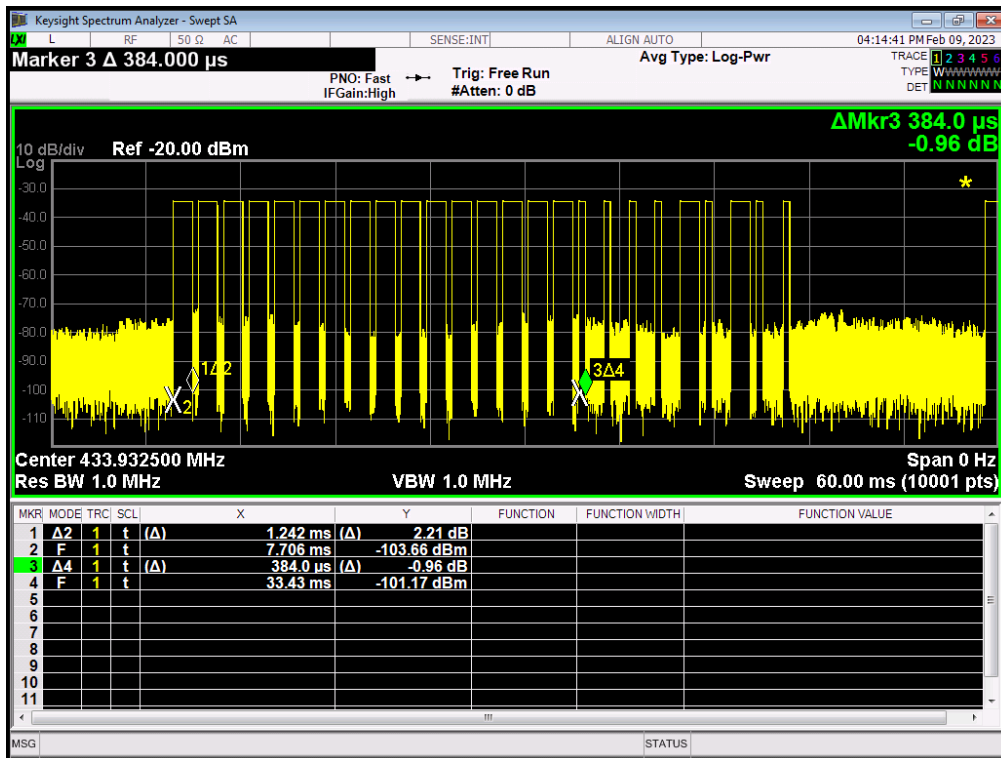 Keysight Spectrum Analyzer - Swept SA
LXI L RF 50 Ω AC SENSE:INT ALIGN AUTO 04:14:41 PM Feb 09, 2023
Marker 3 Δ 384.000 µs
PNO: Fast
IFGain:High
Trig: Free Run
#Atten: 0 dB
Avg Type: Log-Pwr
TRACE 1 2 3 4 5 6
TYPE WWWWWW
DET N N N N N N
ΔMkr3 384.0 µs
-0.96 dB
10 dB/div Ref -20.00 dBm
Log
-30.0
-40.0
-50.0
-60.0
-70.0
-80.0
-90.0
-100
-110
1Δ2
X2
3Δ4
X
*
Center 433.932500 MHz Span 0 Hz
Res BW 1.0 MHz VBW 1.0 MHz Sweep 60.00 ms (10001 pts)
MKR MODE TRC SCL X Y FUNCTION FUNCTION WIDTH FUNCTION VALUE
1 Δ2 1 t (Δ) 1.242 ms (Δ) 2.21 dB
2 F 1 t 7.706 ms -103.66 dBm
3 Δ4 1 t (Δ) 384.0 µs (Δ) -0.96 dB
4 F 1 t 33.43 ms -101.17 dBm
5
6
7
8
9
10
11
MSG STATUS